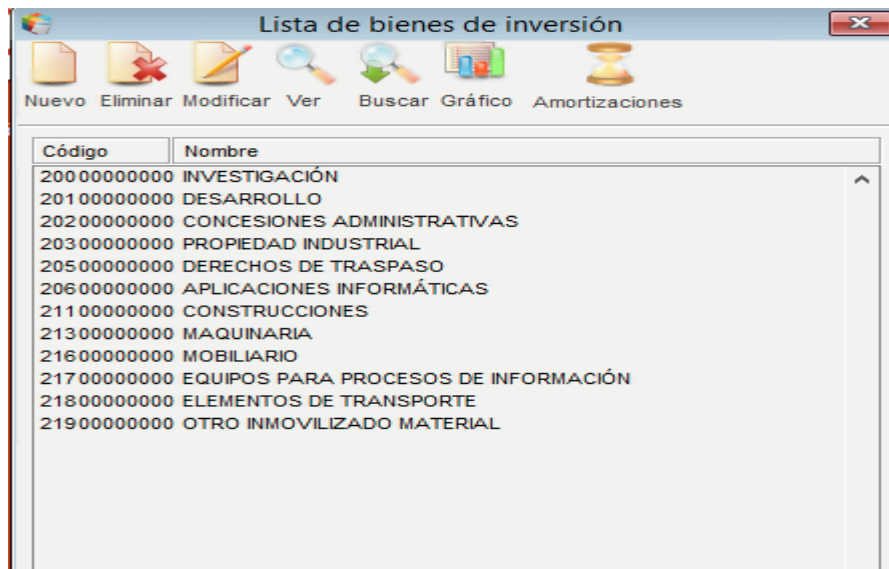 Lista de bienes de inversión
Nuevo Eliminar Modificar Ver Buscar Gráfico Amortizaciones
Código Nombre
20000000000 INVESTIGACIÓN
20100000000 DESARROLLO
20200000000 CONCESIONES ADMINISTRATIVAS
20300000000 PROPIEDAD INDUSTRIAL
20500000000 DERECHOS DE TRASPASO
20600000000 APLICACIONES INFORMÁTICAS
21100000000 CONSTRUCCIONES
21300000000 MAQUINARIA
21600000000 MOBILIARIO
21700000000 EQUIPOS PARA PROCESOS DE INFORMACIÓN
21800000000 ELEMENTOS DE TRANSPORTE
21900000000 OTRO INMOVILIZADO MATERIAL